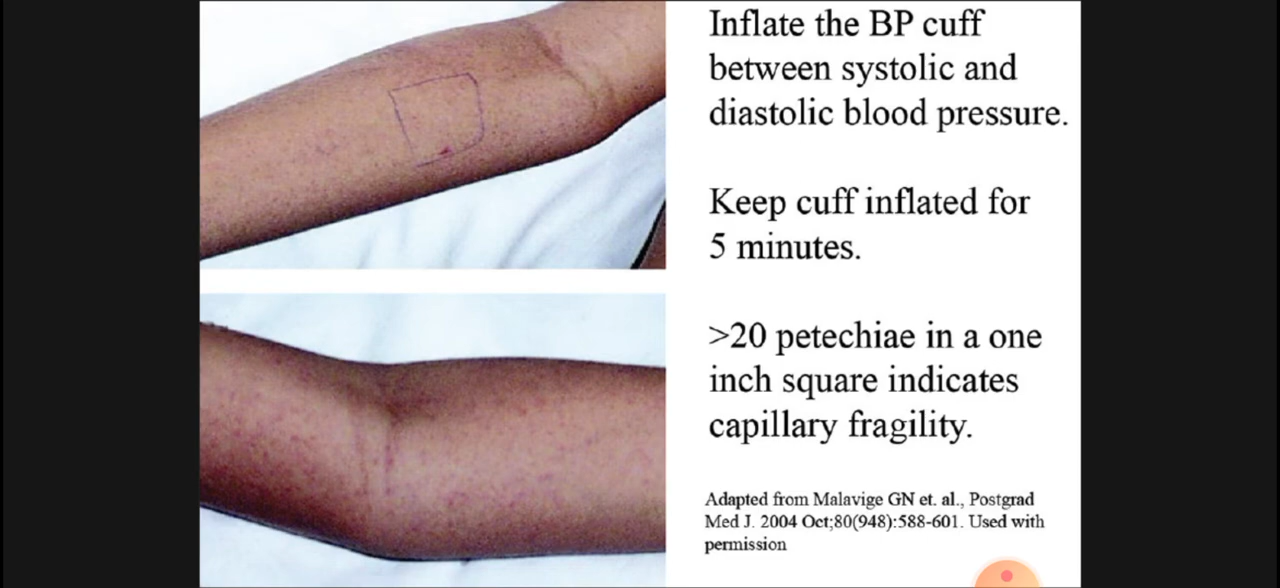 Inflate the BP cuff
between systolic and
diastolic blood pressure.
Keep cuff inflated for
5 minutes.
>20 petechiae in a one
inch square indicates
capillary fragility.
Adapted from Malavige GN et. al., Postgrad
Med J. 2004 Oct;80(948):588-601. Used with
permission